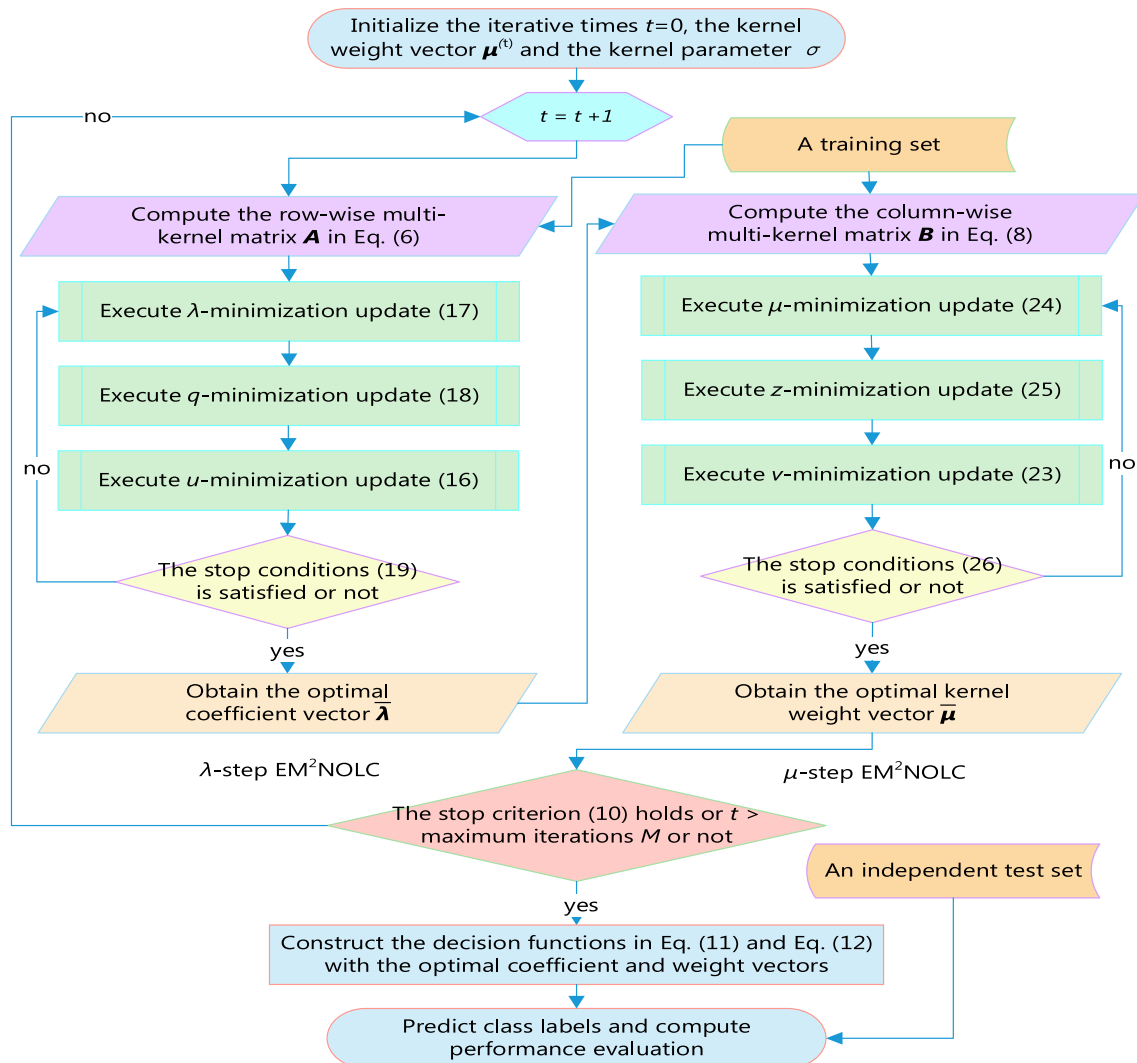 Initialize the iterative times t=0, the kernel
weight vector μ(t) and the kernel parameter σ
no
t = t +1
A training set
Compute the row-wise multi-
kernel matrix A in Eq. (6)
Compute the column-wise
multi-kernel matrix B in Eq. (8)
Execute λ-minimization update (17)
Execute μ-minimization update (24)
Execute q-minimization update (18)
Execute z-minimization update (25)
no
Execute u-minimization update (16)
Execute v-minimization update (23)
no
The stop conditions (19)
is satisfied or not
The stop conditions (26)
is satisfied or not
yes
yes
Obtain the optimal
coefficient vector λ̅
Obtain the optimal kernel
weight vector μ̅
λ-step EM²NOLC
μ-step EM²NOLC
The stop criterion (10) holds or t >
maximum iterations M or not
An independent test set
yes
Construct the decision functions in Eq. (11) and Eq. (12)
with the optimal coefficient and weight vectors
Predict class labels and compute
performance evaluation